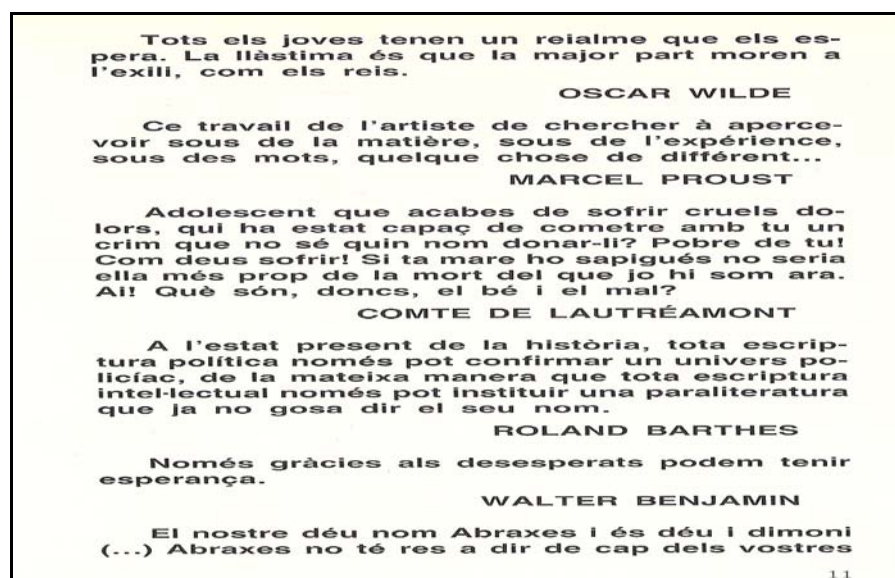 Tots els joves tenen un reialme que els es-
pera. La llàstima és que la major part moren a
l'exili, com els reis.
OSCAR WILDE
Ce travail de l'artiste de chercher à aperce-
voir sous de la matière, sous de l'expérience,
sous des mots, quelque chose de différent...
MARCEL PROUST
Adolescent que acabes de sofrir cruels do-
lors, qui ha estat capaç de cometre amb tu un
crim que no sé quin nom donar-li? Pobre de tu!
Com deus sofrir! Si ta mare ho sapigués no seria
ella més prop de la mort del que jo hi som ara.
Ai! Què són, doncs, el bé i el mal?
COMTE DE LAUTRÉAMONT
A l'estat present de la història, tota escrip-
tura política només pot confirmar un univers po-
licíac, de la mateixa manera que tota escriptura
intel·lectual només pot instituir una paraliteratura
que ja no gosa dir el seu nom.
ROLAND BARTHES
Només gràcies als desesperats podem tenir
esperança.
WALTER BENJAMIN
El nostre déu nom Abraxes i és déu i dimoni
(...) Abraxes no té res a dir de cap dels vostres
11